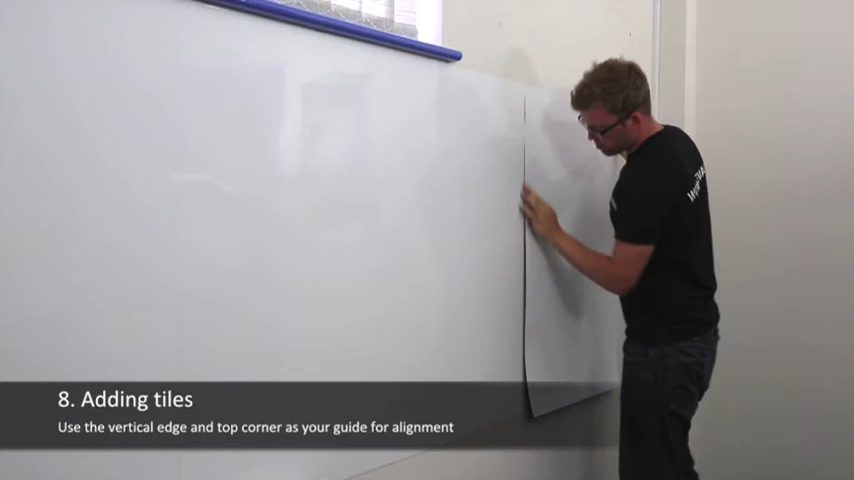 8. Adding tiles
Use the vertical edge and top corner as your guide for alignment